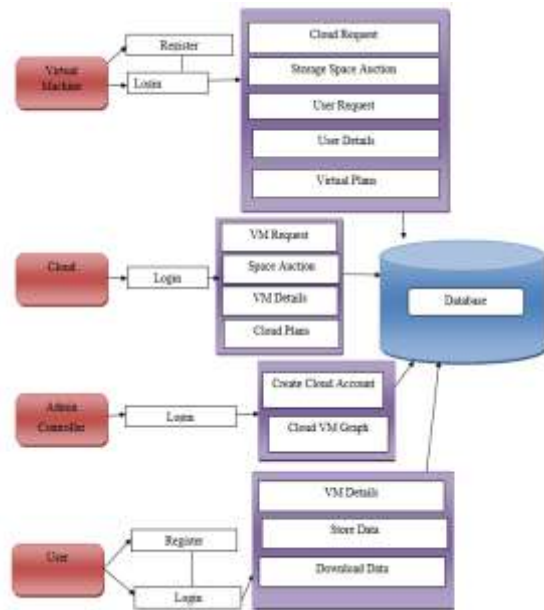 Virtual
Machine
Register
Login
Cloud Request
Storage Space Auction
User Request
User Details
Virtual Plans
Cloud
Login
VM Request
Space Auction
VM Details
Cloud Plans
Database
Admin
Controller
Login
Create Cloud Account
Cloud VM Graph
User
Register
Login
VM Details
Store Data
Download Data